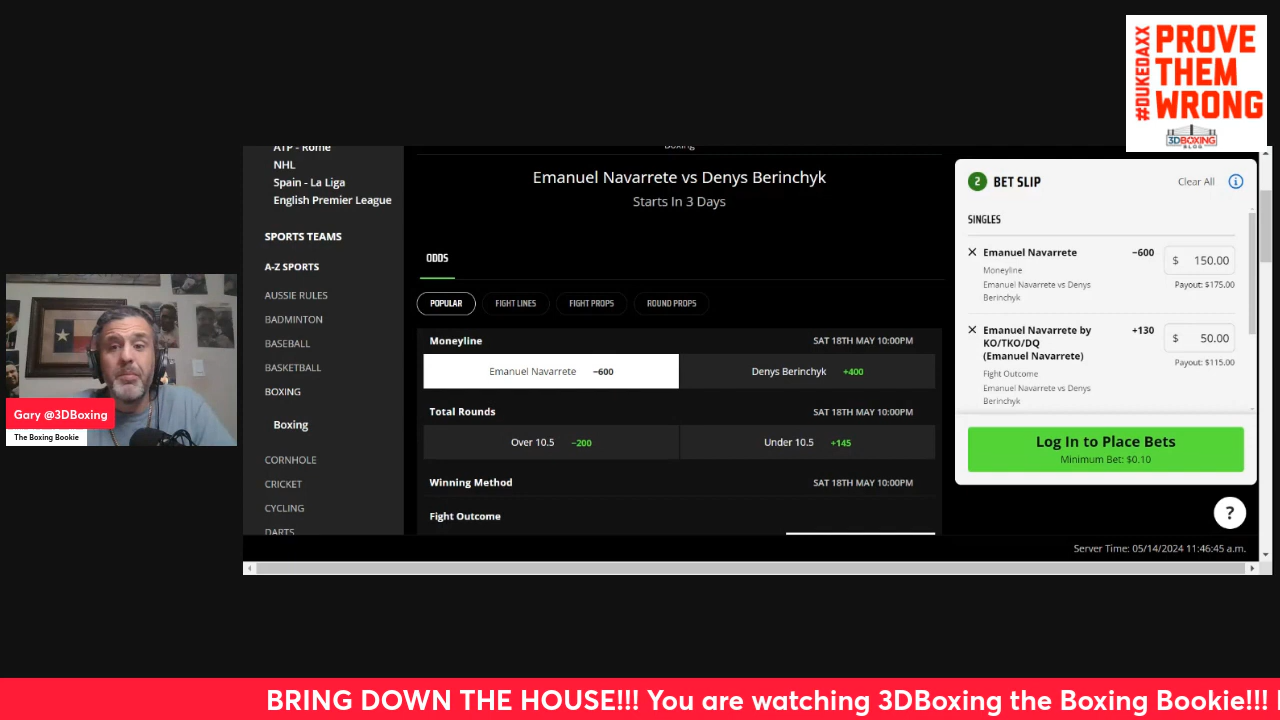 #DUKEDAXX
PROVE
THEM
WRONG
3DBOXING
BLOG
ATP - Rome
NHL
Spain - La Liga
English Premier League
SPORTS TEAMS
A-Z SPORTS
AUSSIE RULES
BADMINTON
BASEBALL
BASKETBALL
BOXING
Boxing
CORNHOLE
CRICKET
CYCLING
DARTS
Boxing
Emanuel Navarrete vs Denys Berinchyk
Starts In 3 Days
ODDS
POPULAR FIGHT LINES FIGHT PROPS ROUND PROPS
Moneyline SAT 18TH MAY 10:00PM
Emanuel Navarrete −600 Denys Berinchyk +400
Total Rounds SAT 18TH MAY 10:00PM
Over 10.5 −200 Under 10.5 +145
Winning Method SAT 18TH MAY 10:00PM
Fight Outcome
2 BET SLIP Clear All
SINGLES
Emanuel Navarrete −600 $ 150.00
Moneyline
Emanuel Navarrete vs Denys Payout: $175.00
Berinchyk
Emanuel Navarrete by +130 $ 50.00
KO/TKO/DQ
(Emanuel Navarrete) Payout: $115.00
Fight Outcome
Emanuel Navarrete vs Denys
Berinchyk
Log In to Place Bets
Minimum Bet: $0.10
?
Server Time: 05/14/2024 11:46:45 a.m.
Gary @3DBoxing
The Boxing Bookie
BRING DOWN THE HOUSE!!! You are watching 3DBoxing the Boxing Bookie!!!